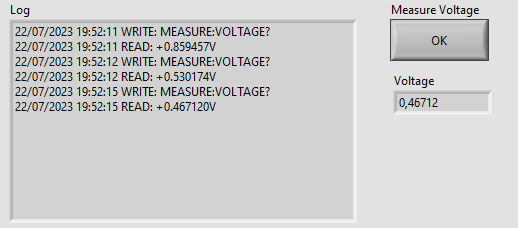 Log
22/07/2023 19:52:11 WRITE: MEASURE:VOLTAGE?
22/07/2023 19:52:11 READ: +0.859457V
22/07/2023 19:52:12 WRITE: MEASURE:VOLTAGE?
22/07/2023 19:52:12 READ: +0.530174V
22/07/2023 19:52:15 WRITE: MEASURE:VOLTAGE?
22/07/2023 19:52:15 READ: +0.467120V
Measure Voltage
OK
Voltage
0,46712